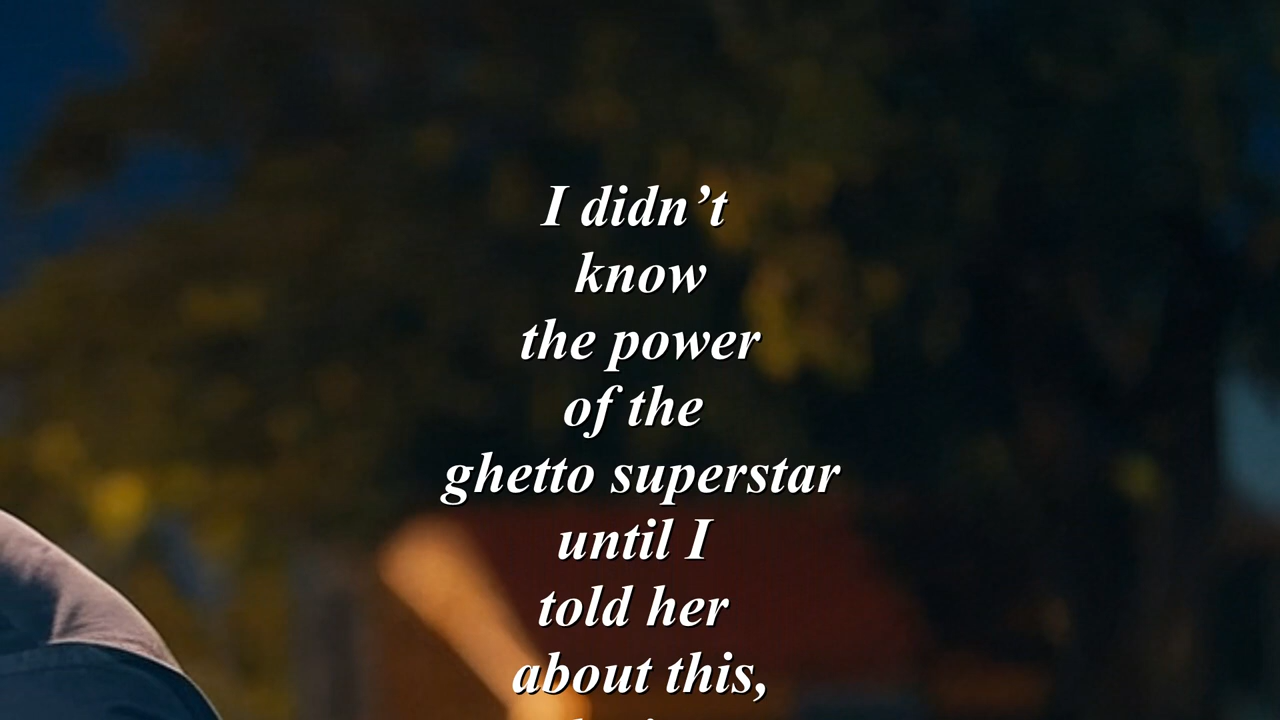 I didn’t
know
the power
of the
ghetto superstar
until I
told her
about this,